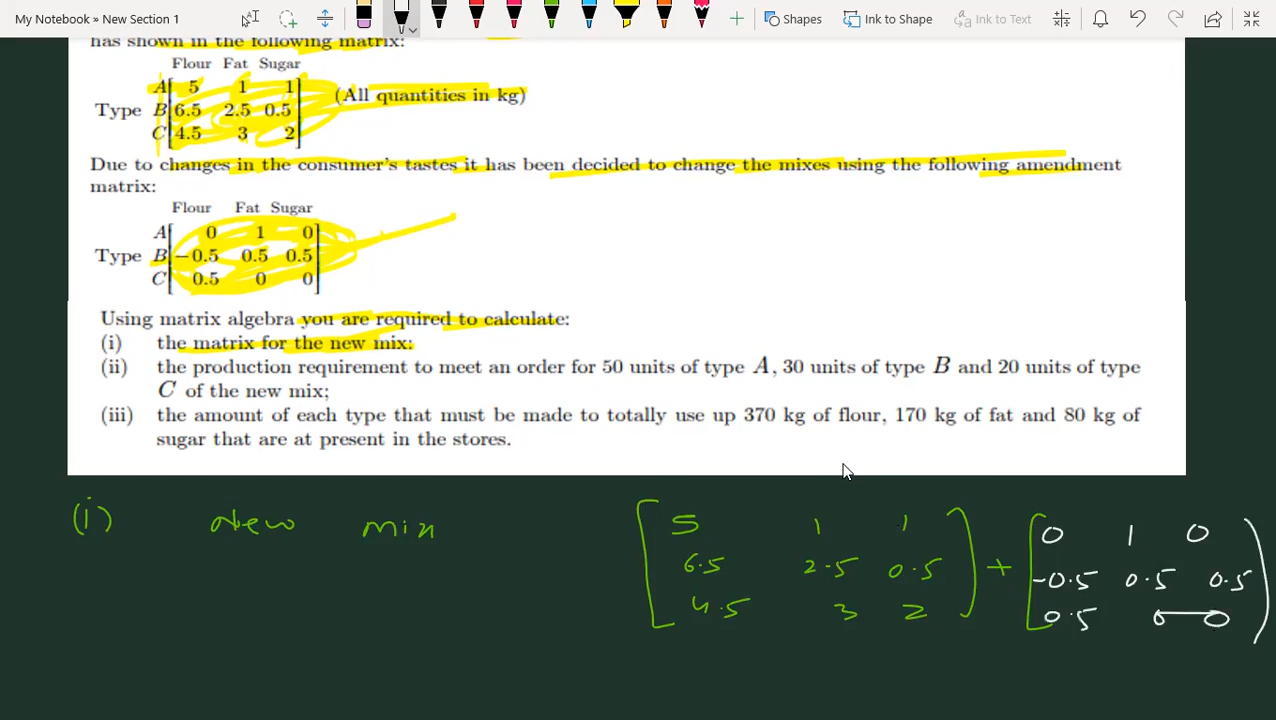 My Notebook » New Section 1
Shapes
Ink to Shape
Ink to Text
has shown in the following matrix:
Flour Fat Sugar
A 5 1 1
(All quantities in kg)
Type B 6.5 2.5 0.5
C 4.5 3 2
Due to changes in the consumer's tastes it has been decided to change the mixes using the following amendment
matrix:
Flour Fat Sugar
A 0 1 0
Type B −0.5 0.5 0.5
C 0.5 0 0
Using matrix algebra you are required to calculate:
(i) the matrix for the new mix:
(ii) the production requirement to meet an order for 50 units of type A, 30 units of type B and 20 units of type
C of the new mix;
(iii) the amount of each type that must be made to totally use up 370 kg of flour, 170 kg of fat and 80 kg of
sugar that are at present in the stores.
(i) New mix
5 1 1 0 1 0
6.5 2.5 0.5 + -0.5 0.5 0.5
4.5 3 2 0.5 0 0